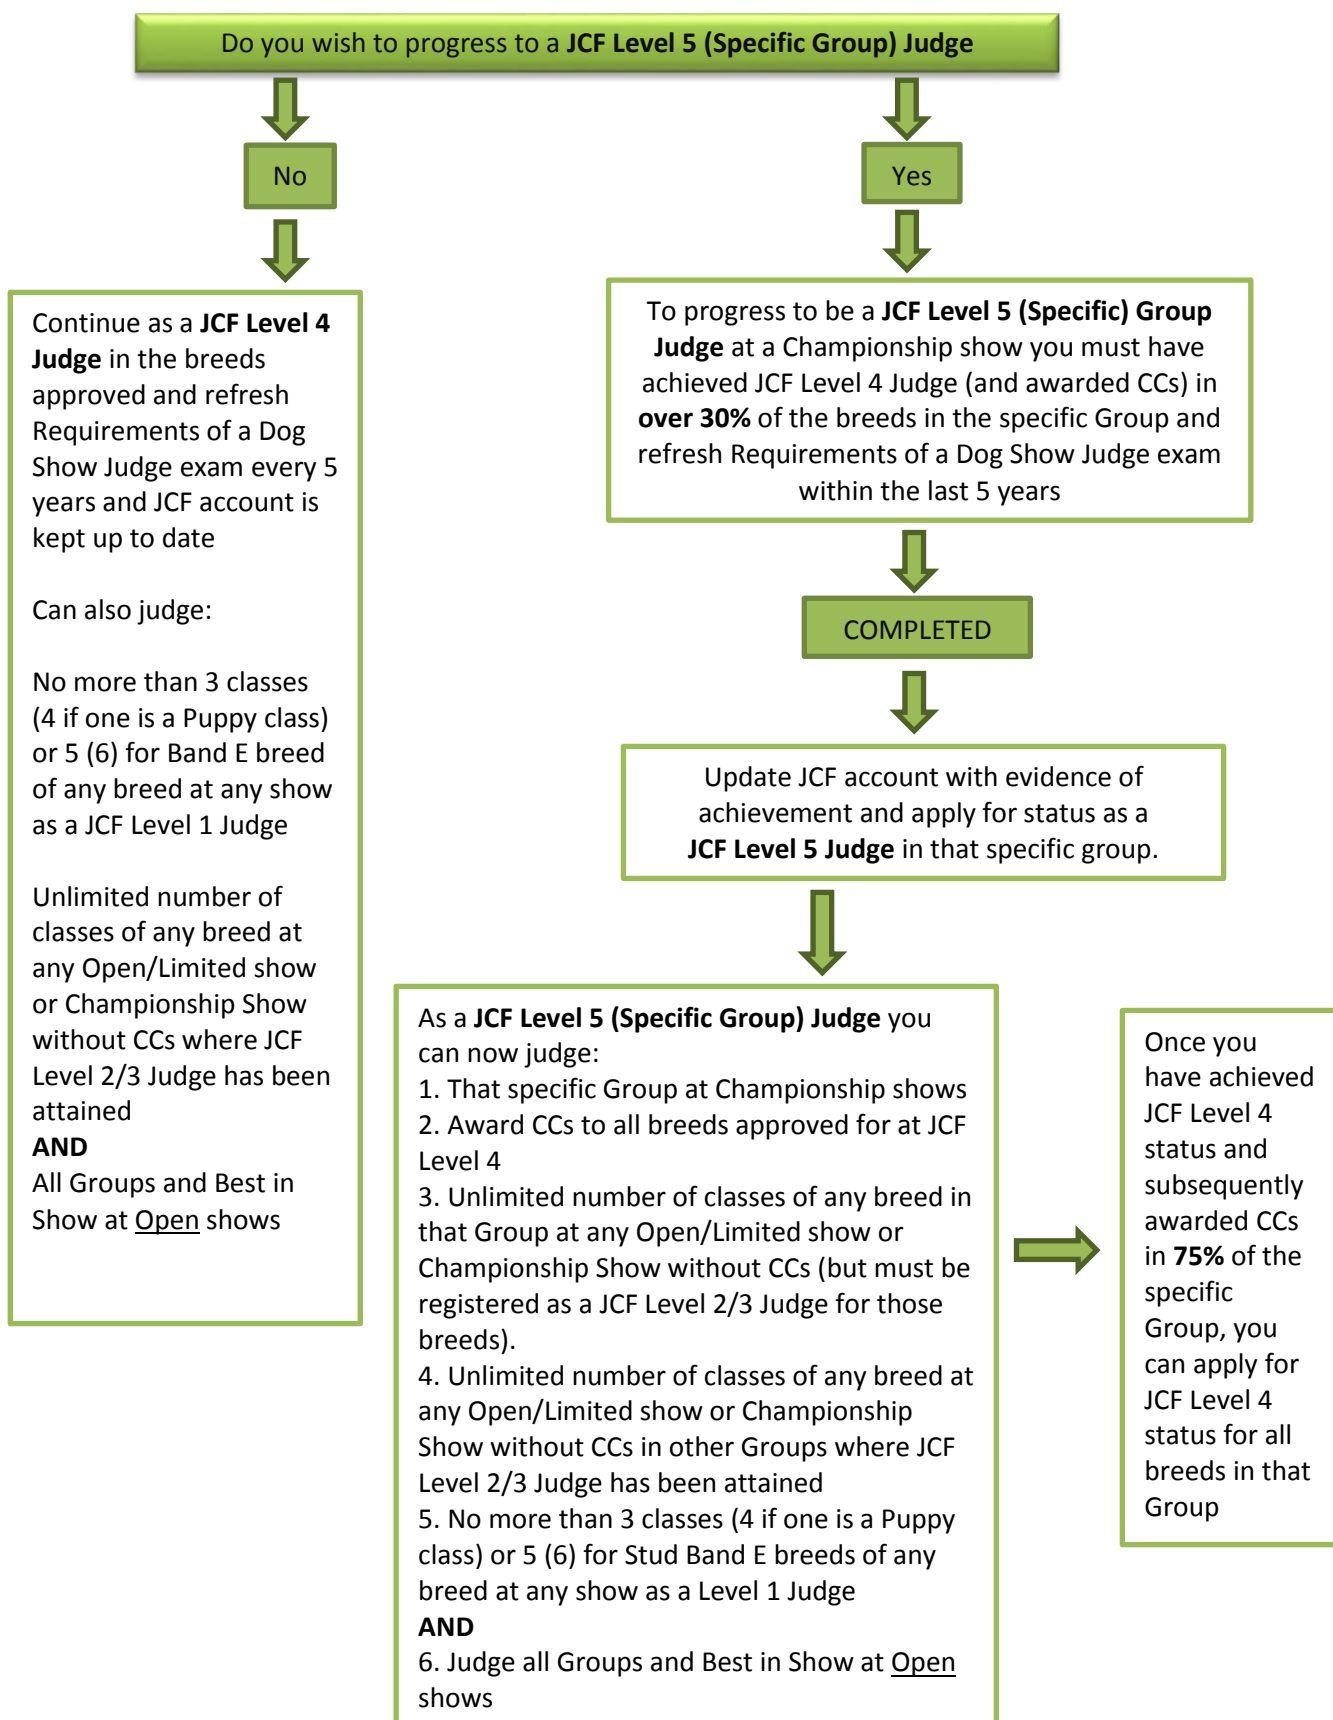 Do you wish to progress to a JCF Level 5 (Specific Group) Judge
No
Yes
Continue as a JCF Level 4
Judge in the breeds
approved and refresh
Requirements of a Dog
Show Judge exam every 5
years and JCF account is
kept up to date
Can also judge:
No more than 3 classes
(4 if one is a Puppy class)
or 5 (6) for Band E breed
of any breed at any show
as a JCF Level 1 Judge
Unlimited number of
classes of any breed at
any Open/Limited show
or Championship Show
without CCs where JCF
Level 2/3 Judge has been
attained
AND
All Groups and Best in
Show at Open shows
To progress to be a JCF Level 5 (Specific) Group
Judge at a Championship show you must have
achieved JCF Level 4 Judge (and awarded CCs) in
over 30% of the breeds in the specific Group and
refresh Requirements of a Dog Show Judge exam
within the last 5 years
COMPLETED
Update JCF account with evidence of
achievement and apply for status as a
JCF Level 5 Judge in that specific group.
As a JCF Level 5 (Specific Group) Judge you
can now judge:
1. That specific Group at Championship shows
2. Award CCs to all breeds approved for at JCF
Level 4
3. Unlimited number of classes of any breed in
that Group at any Open/Limited show or
Championship Show without CCs (but must be
registered as a JCF Level 2/3 Judge for those
breeds).
4. Unlimited number of classes of any breed at
any Open/Limited show or Championship
Show without CCs in other Groups where JCF
Level 2/3 Judge has been attained
5. No more than 3 classes (4 if one is a Puppy
class) or 5 (6) for Stud Band E breeds of any
breed at any show as a Level 1 Judge
AND
6. Judge all Groups and Best in Show at Open
shows
Once you
have achieved
JCF Level 4
status and
subsequently
awarded CCs
in 75% of the
specific
Group, you
can apply for
JCF Level 4
status for all
breeds in that
Group